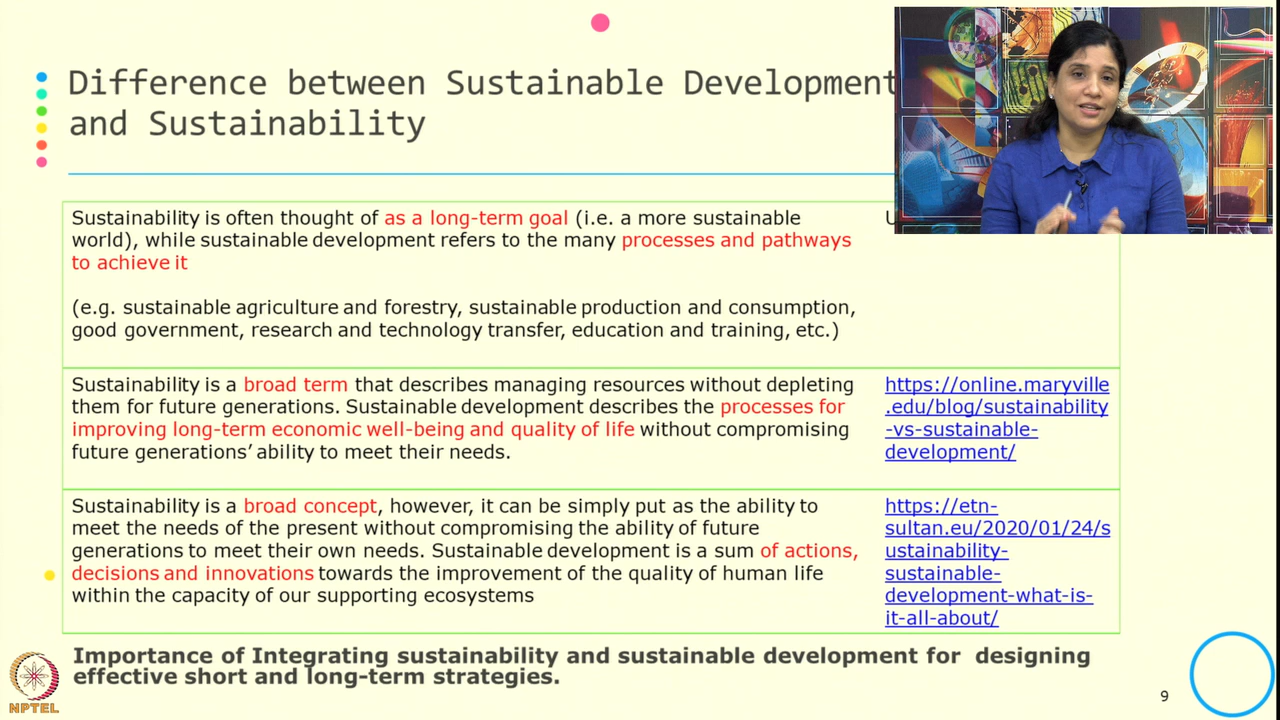 Difference between Sustainable Development
and Sustainability
Sustainability is often thought of as a long-term goal (i.e. a more sustainable
world), while sustainable development refers to the many processes and pathways
to achieve it
(e.g. sustainable agriculture and forestry, sustainable production and consumption,
good government, research and technology transfer, education and training, etc.)
Sustainability is a broad term that describes managing resources without depleting
them for future generations. Sustainable development describes the processes for
improving long-term economic well-being and quality of life without compromising
future generations’ ability to meet their needs.
https://online.maryville
.edu/blog/sustainability
-vs-sustainable-
development/
Sustainability is a broad concept, however, it can be simply put as the ability to
meet the needs of the present without compromising the ability of future
generations to meet their own needs. Sustainable development is a sum of actions,
decisions and innovations towards the improvement of the quality of human life
within the capacity of our supporting ecosystems
https://etn-
sultan.eu/2020/01/24/s
ustainability-
sustainable-
development-what-is-
it-all-about/
Importance of Integrating sustainability and sustainable development for designing
effective short and long-term strategies.
NPTEL
9